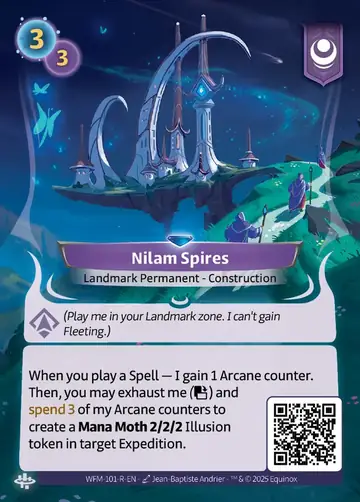 3
3
Nilam Spires
Landmark Permanent - Construction
(Play me in your Landmark zone. I can't gain
Fleeting.)
When you play a Spell — I gain 1 Arcane counter.
Then, you may exhaust me () and
spend 3 of my Arcane counters to
create a Mana Moth 2/2/2 Illusion
token in target Expedition.
WFM-101-R-EN - Jean-Baptiste Andrier - ™ & © 2025 Equinox